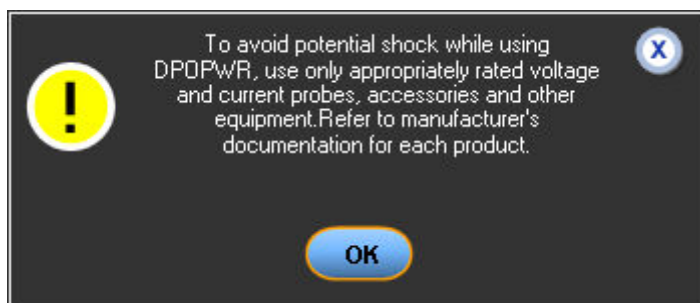 To avoid potential shock while using
DPOPWR, use only appropriately rated voltage
and current probes, accessories and other
equipment.Refer to manufacturer's
documentation for each product.
X
!
OK